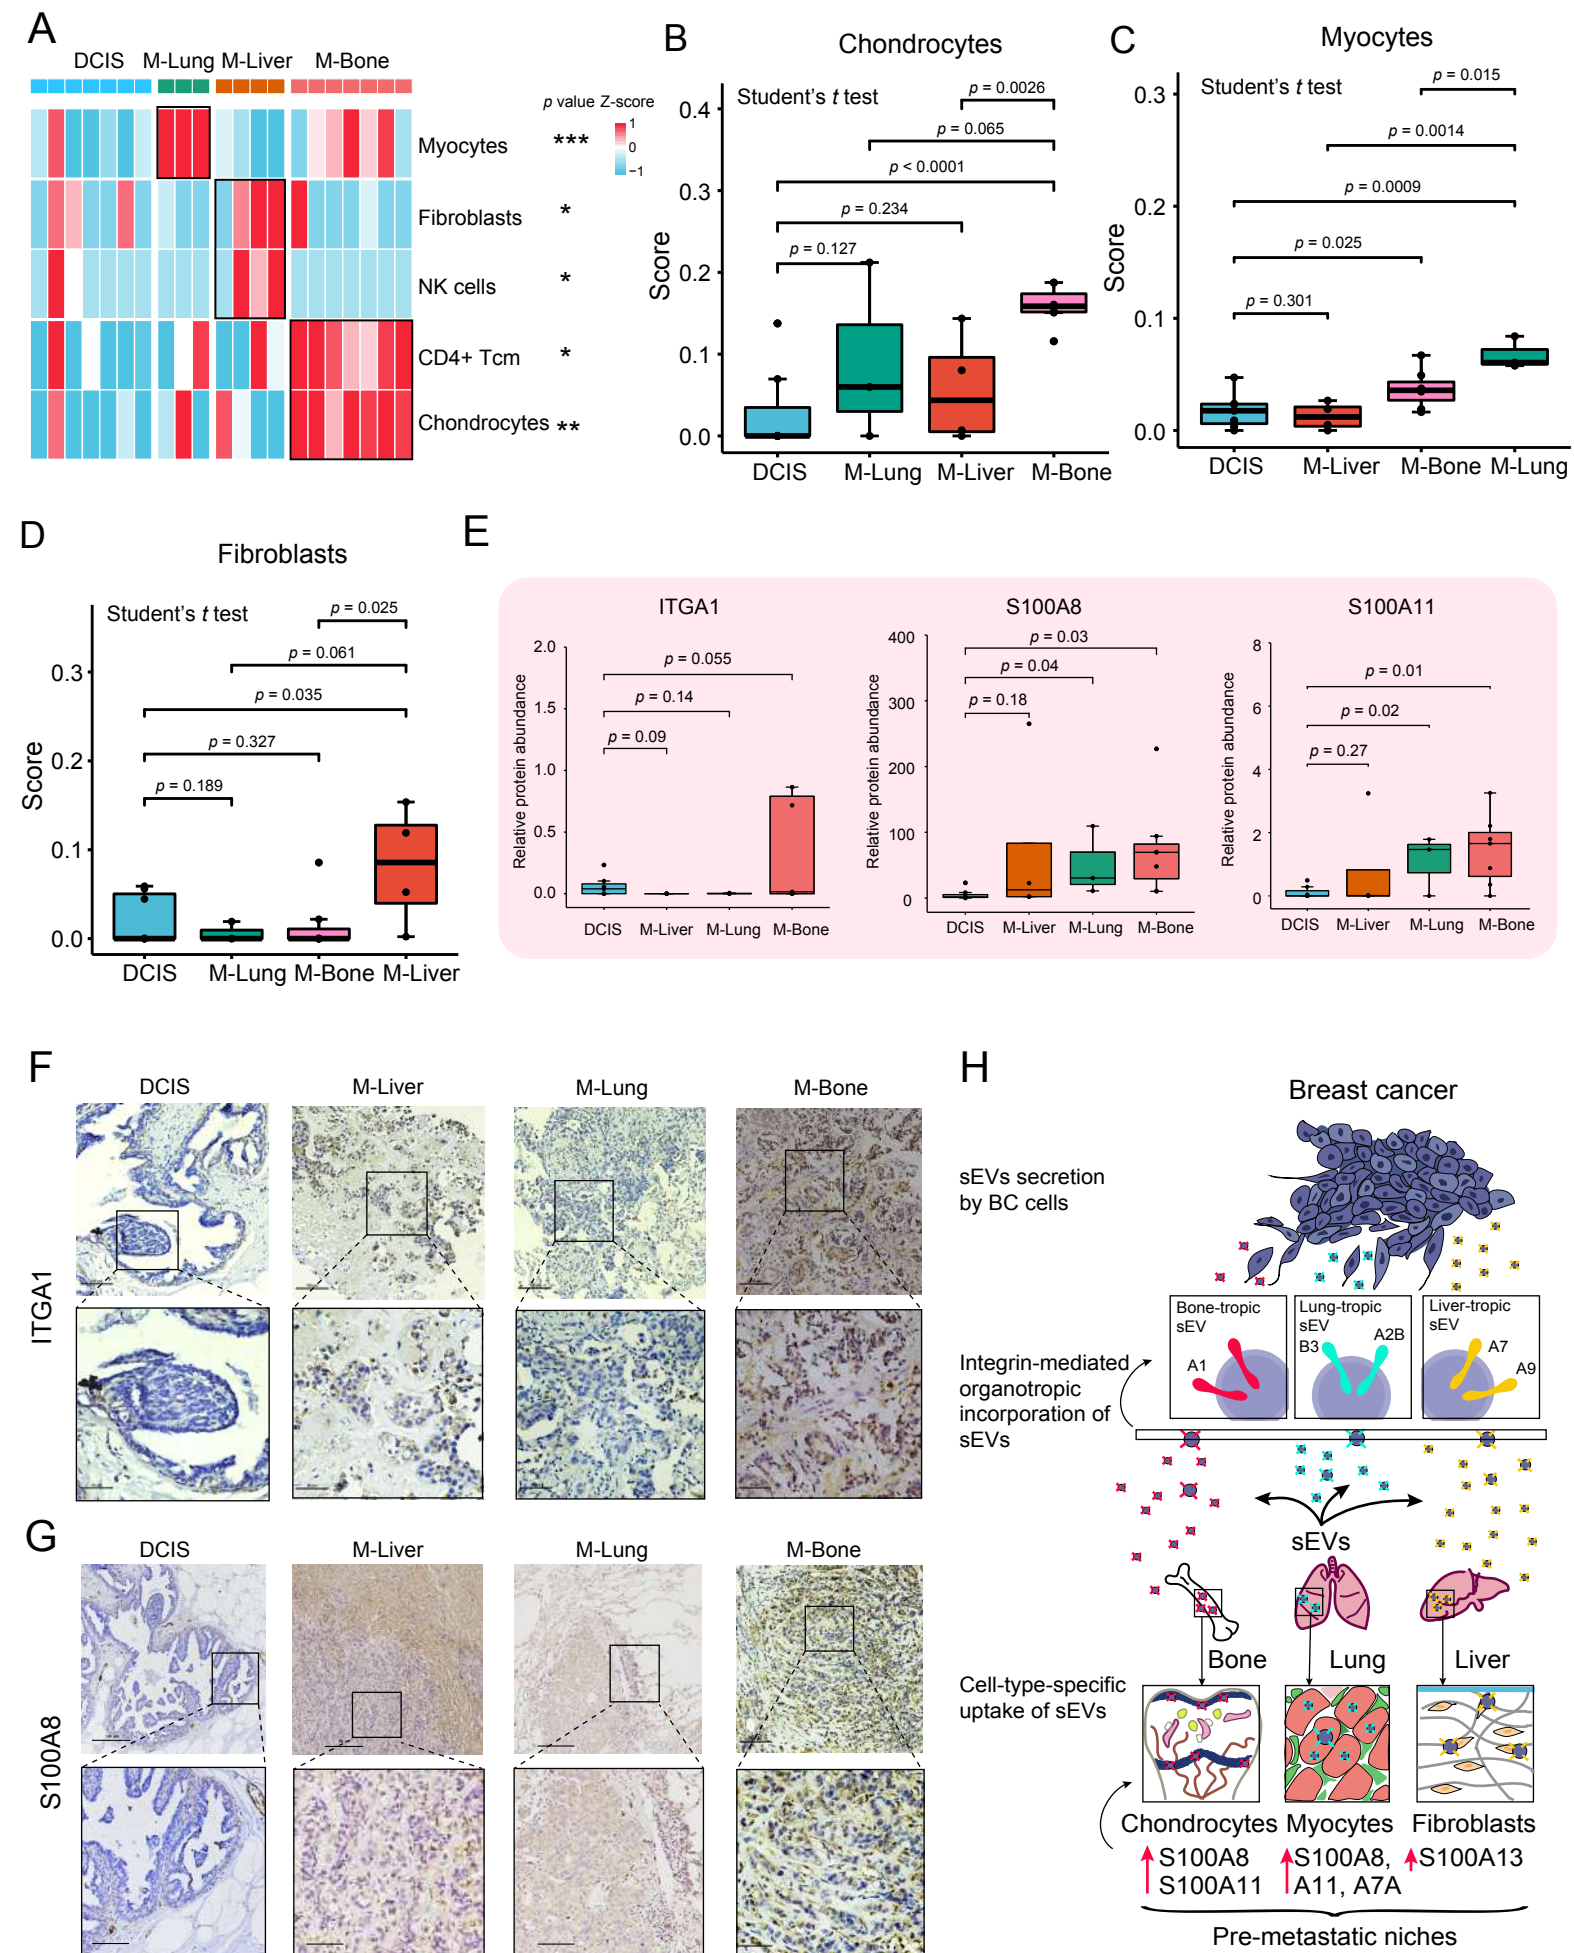 A
DCIS M-Lung M-Liver M-Bone
p value Z-score
1
0
−1
Myocytes ***
Fibroblasts *
NK cells *
CD4+ Tcm *
Chondrocytes **
B
Chondrocytes
Student's t test
p = 0.0026
p = 0.065
p < 0.0001
p = 0.234
p = 0.127
Score
0.4
0.3
0.2
0.1
0.0
DCIS M-Lung M-Liver M-Bone
C
Myocytes
Student's t test
p = 0.015
p = 0.0014
p = 0.0009
p = 0.025
p = 0.301
Score
0.3
0.2
0.1
0.0
DCIS M-Liver M-Bone M-Lung
D
Fibroblasts
Student's t test
p = 0.025
p = 0.061
p = 0.035
p = 0.327
p = 0.189
Score
0.3
0.2
0.1
0.0
DCIS M-Lung M-Bone M-Liver
E
ITGA1
Relative protein abundance
2.0
1.5
1.0
0.5
0.0
p = 0.055
p = 0.14
p = 0.09
DCIS M-Liver M-Lung M-Bone
S100A8
Relative protein abundance
400
300
200
100
0
p = 0.03
p = 0.04
p = 0.18
DCIS M-Liver M-Lung M-Bone
S100A11
Relative protein abundance
8
6
4
2
0
p = 0.01
p = 0.02
p = 0.27
DCIS M-Liver M-Lung M-Bone
F
DCIS M-Liver M-Lung M-Bone
ITGA1
G
DCIS M-Liver M-Lung M-Bone
S100A8
H
Breast cancer
sEVs secretion
by BC cells
Bone-tropic
sEV
A1
Lung-tropic
sEV
B3
A2B
Liver-tropic
sEV
A7
A9
Integrin-mediated
organotropic
incorporation of
sEVs
sEVs
Bone Lung Liver
Cell-type-specific
uptake of sEVs
Chondrocytes Myocytes Fibroblasts
S100A8
S100A11
S100A8,
A11, A7A
S100A13
Pre-metastatic niches